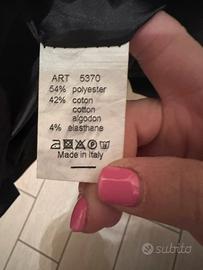 ART 5370
54% polyester
42% coton
cotton
algodon
4% elasthane
Made in Italy
subito